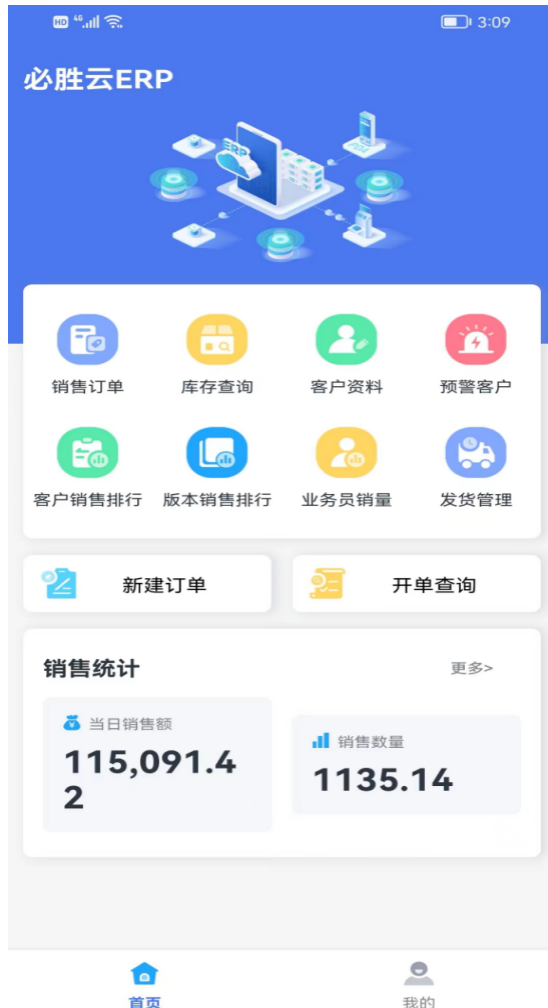 HD 4G 3:09
必胜云ERP
ERP
PDA
销售订单 库存查询 客户资料 预警客户
客户销售排行 版本销售排行 业务员销量 发货管理
新建订单 开单查询
销售统计 更多>
当日销售额
115,091.4
2
销售数量
1135.14
首页 我的